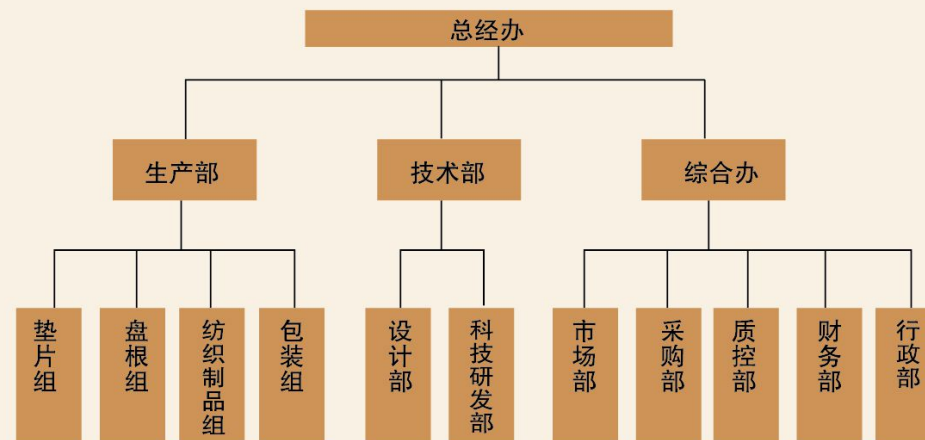 总经办
生产部
技术部
综合办
垫片组
盘根组
纺织制品组
包装组
设计部
科技研发部
市场部
采购部
质控部
财务部
行政部